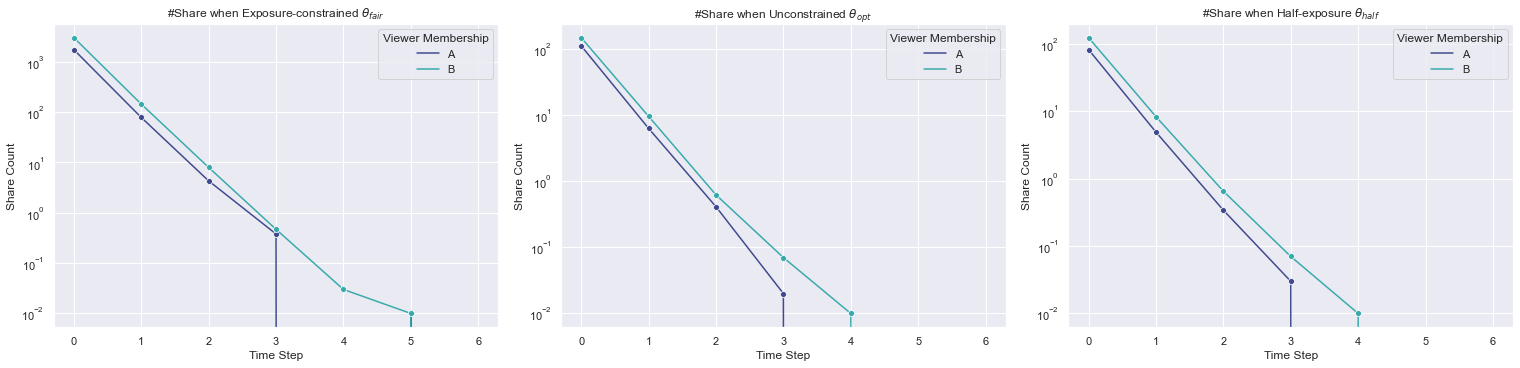 #Share when Exposure-constrained θfair
Viewer Membership
A
B
10³
10²
10¹
10⁰
10⁻¹
10⁻²
Share Count
0 1 2 3 4 5 6
Time Step
#Share when Unconstrained θopt
Viewer Membership
A
B
10²
10¹
10⁰
10⁻¹
10⁻²
Share Count
0 1 2 3 4 5 6
Time Step
#Share when Half-exposure θhalf
Viewer Membership
A
B
10²
10¹
10⁰
10⁻¹
10⁻²
Share Count
0 1 2 3 4 5 6
Time Step